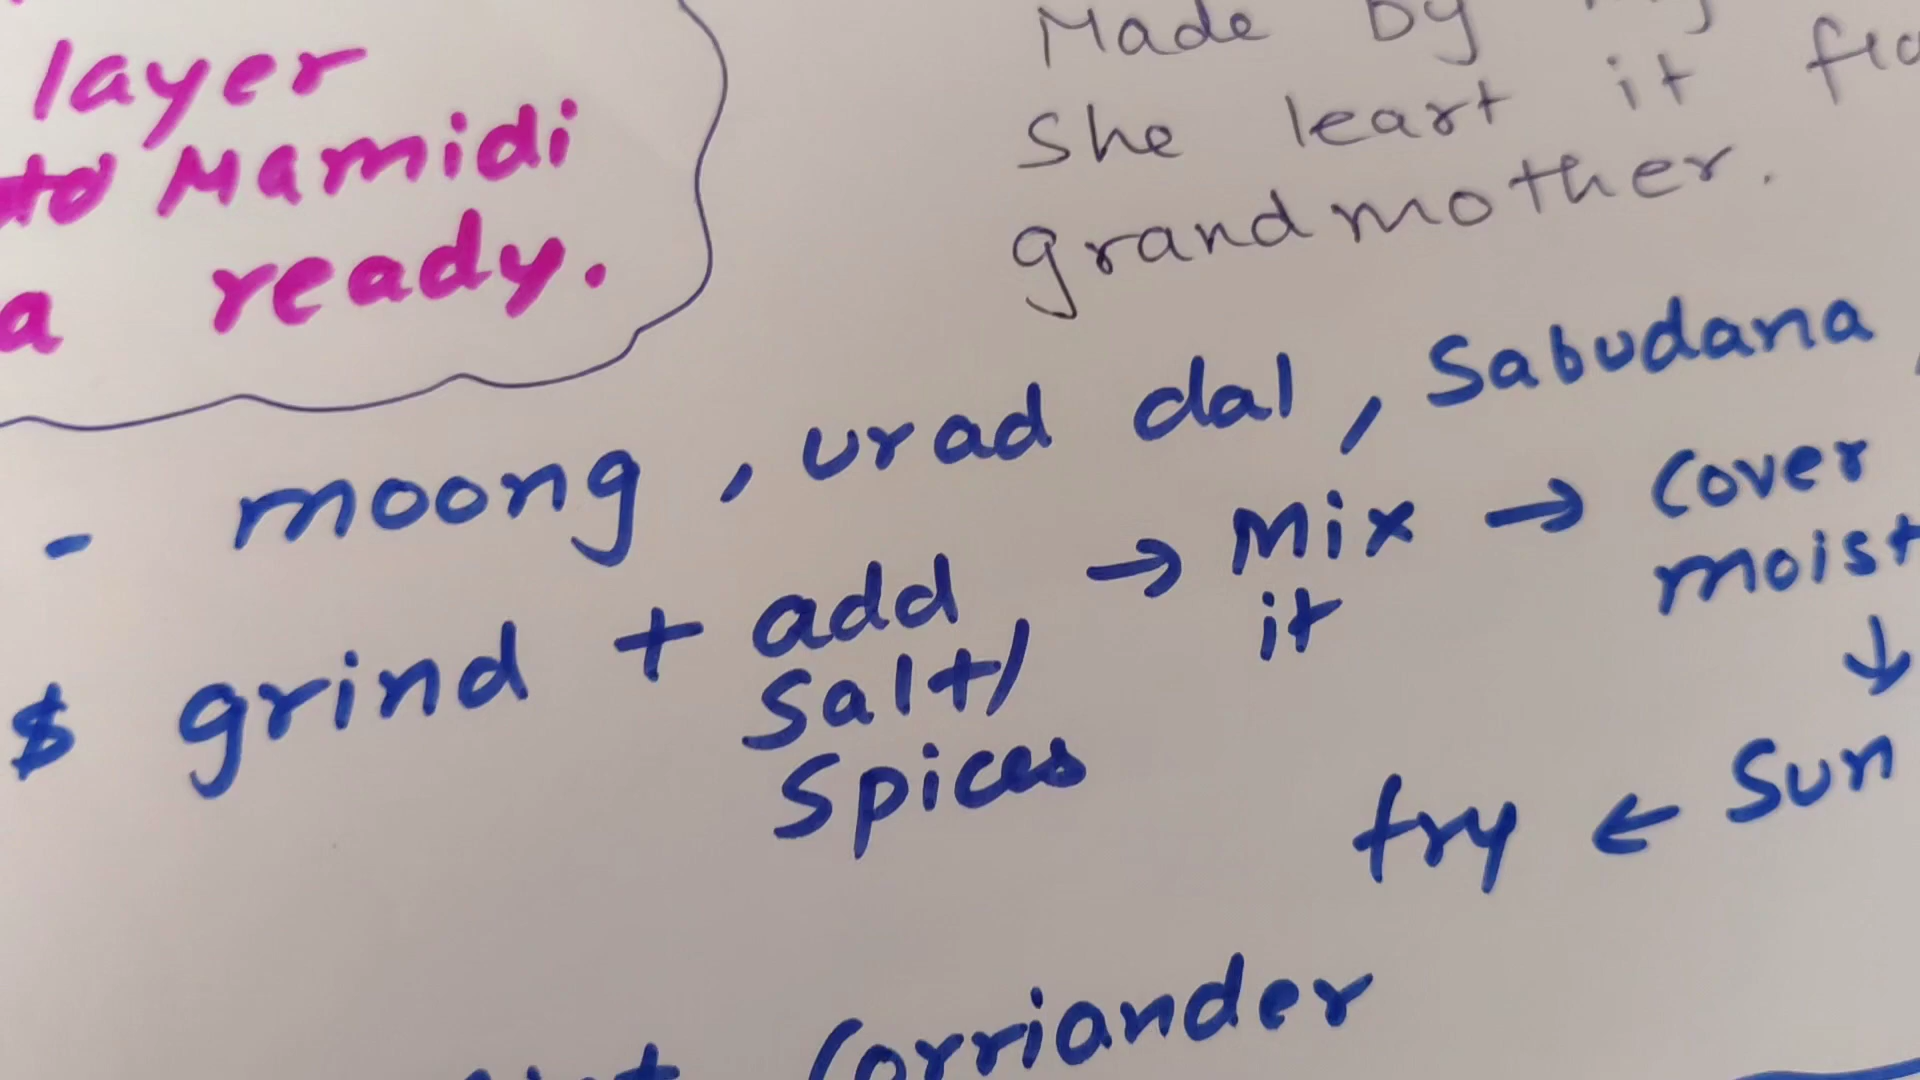 layer
to Mamidi
a ready.
Made by
She leart it
grandmother.
- moong, urad dal, Sabudana
$ grind + add → Mix → cover
salt/ it moist
spices ↓
fry ← Sun
Corriander